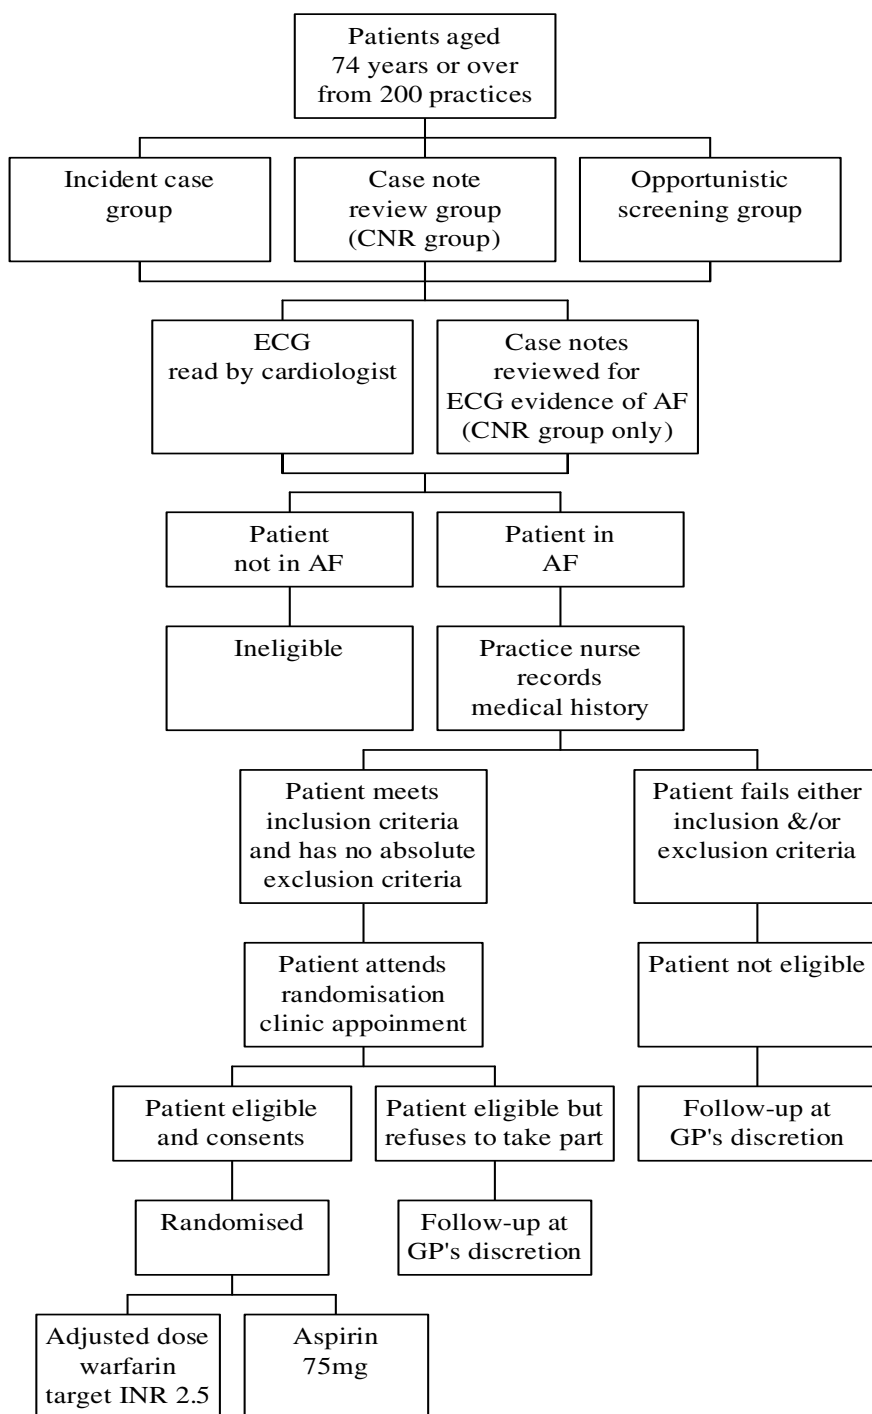 Patients aged
74 years or over
from 200 practices
Incident case
group
Case note
review group
(CNR group)
Opportunistic
screening group
ECG
read by cardiologist
Case notes
reviewed for
ECG evidence of AF
(CNR group only)
Patient
not in AF
Patient in
AF
Ineligible
Practice nurse
records
medical history
Patient meets
inclusion criteria
and has no absolute
exclusion criteria
Patient fails either
inclusion &/or
exclusion criteria
Patient attends
randomisation
clinic appoinment
Patient not eligible
Patient eligible
and consents
Patient eligible but
refuses to take part
Follow-up at
GP's discretion
Randomised
Follow-up at
GP's discretion
Adjusted dose
warfarin
target INR 2.5
Aspirin
75mg